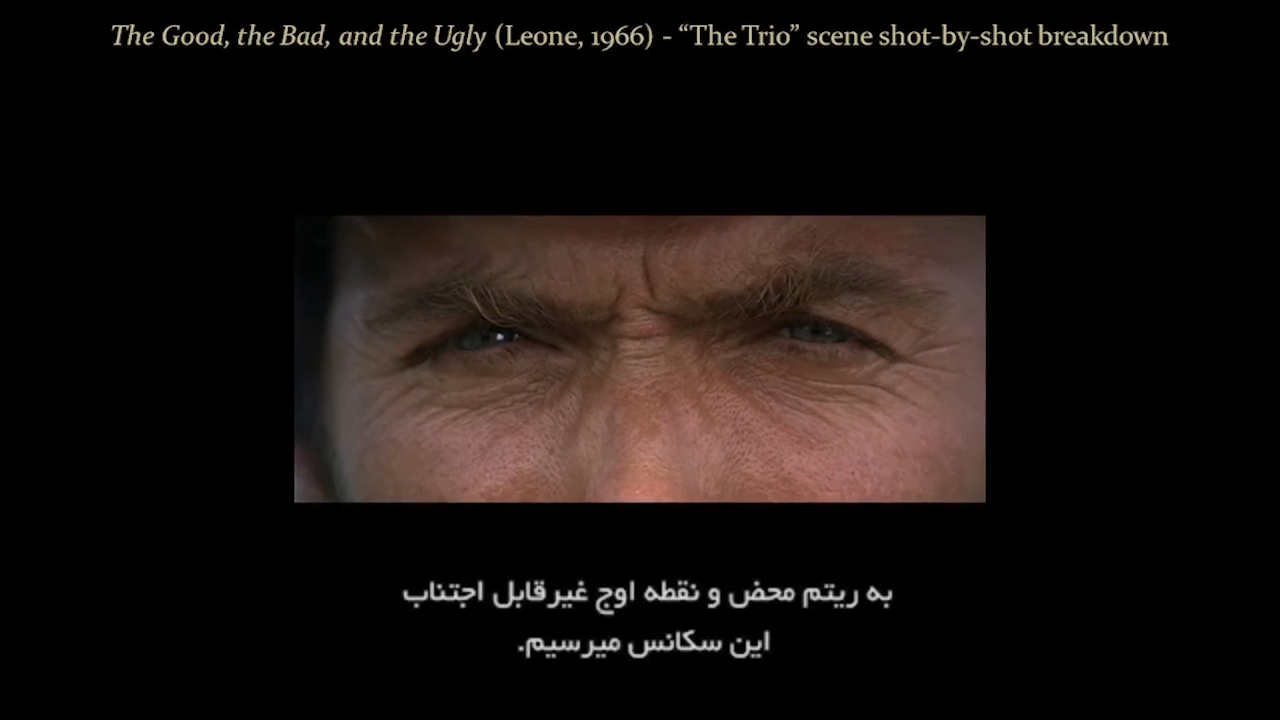 The Good, the Bad, and the Ugly (Leone, 1966) - “The Trio” scene shot-by-shot breakdown
به ریتم محض و نقطه اوج غیرقابل اجتناب
این سکانس میرسیم.